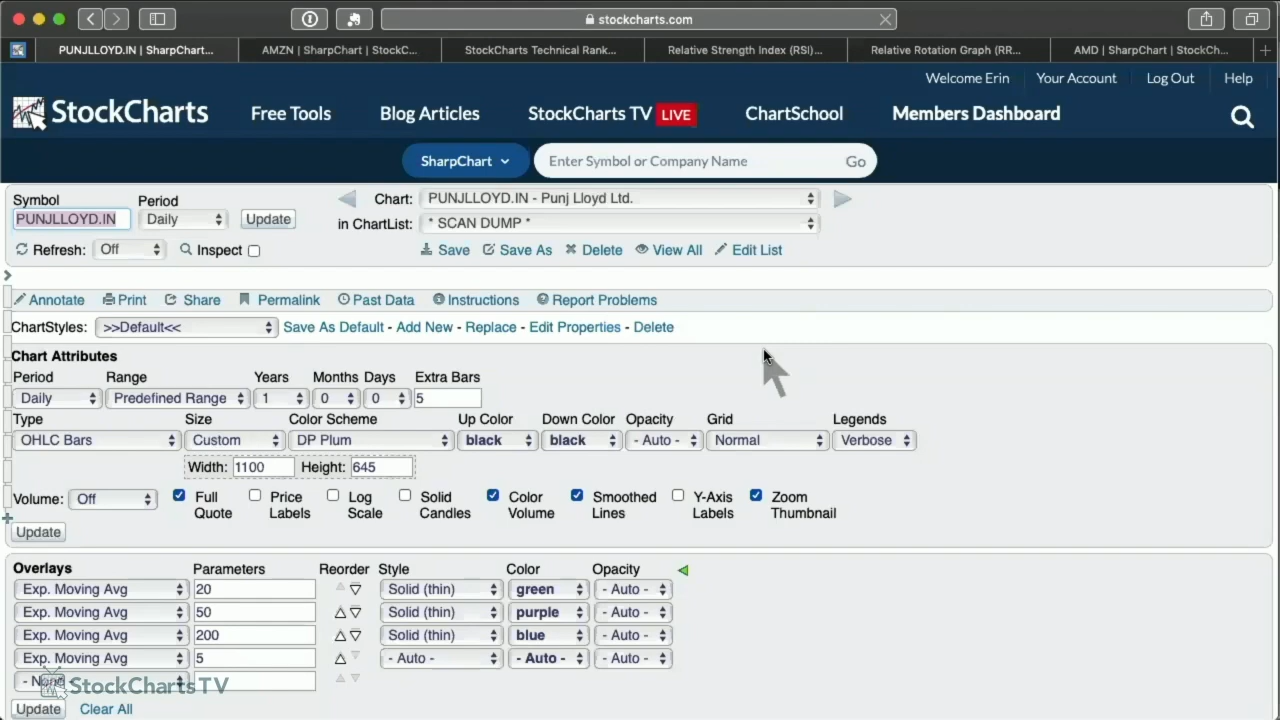 stockcharts.com
PUNJLLOYD.IN | SharpChart... AMZN | SharpChart | StockC... StockCharts Technical Rank... Relative Strength Index (RSI)... Relative Rotation Graph (RR... AMD | SharpChart | StockCh...
Welcome Erin Your Account Log Out Help
StockCharts Free Tools Blog Articles StockCharts TV LIVE ChartSchool Members Dashboard
SharpChart Enter Symbol or Company Name Go
Symbol Period Chart: PUNJLLOYD.IN - Punj Lloyd Ltd.
PUNJLLOYD.IN Daily Update in ChartList: * SCAN DUMP *
Refresh: Off Inspect Save Save As Delete View All Edit List
Annotate Print Share Permalink Past Data Instructions Report Problems
ChartStyles: >>Default<< Save As Default - Add New - Replace - Edit Properties - Delete
Chart Attributes
Period Range Years Months Days Extra Bars
Daily Predefined Range 1 0 0 5
Type Size Color Scheme Up Color Down Color Opacity Grid Legends
OHLC Bars Custom DP Plum black black - Auto - Normal Verbose
Width: 1100 Height: 645
Volume: Off Full Quote Price Labels Log Scale Solid Candles Color Volume Smoothed Lines Y-Axis Labels Zoom Thumbnail
Update
Overlays Parameters Reorder Style Color Opacity
Exp. Moving Avg 20 Solid (thin) green - Auto -
Exp. Moving Avg 50 Solid (thin) purple - Auto -
Exp. Moving Avg 200 Solid (thin) blue - Auto -
Exp. Moving Avg 5 - Auto - - Auto - - Auto -
- None -
StockChartsTV
Update Clear All